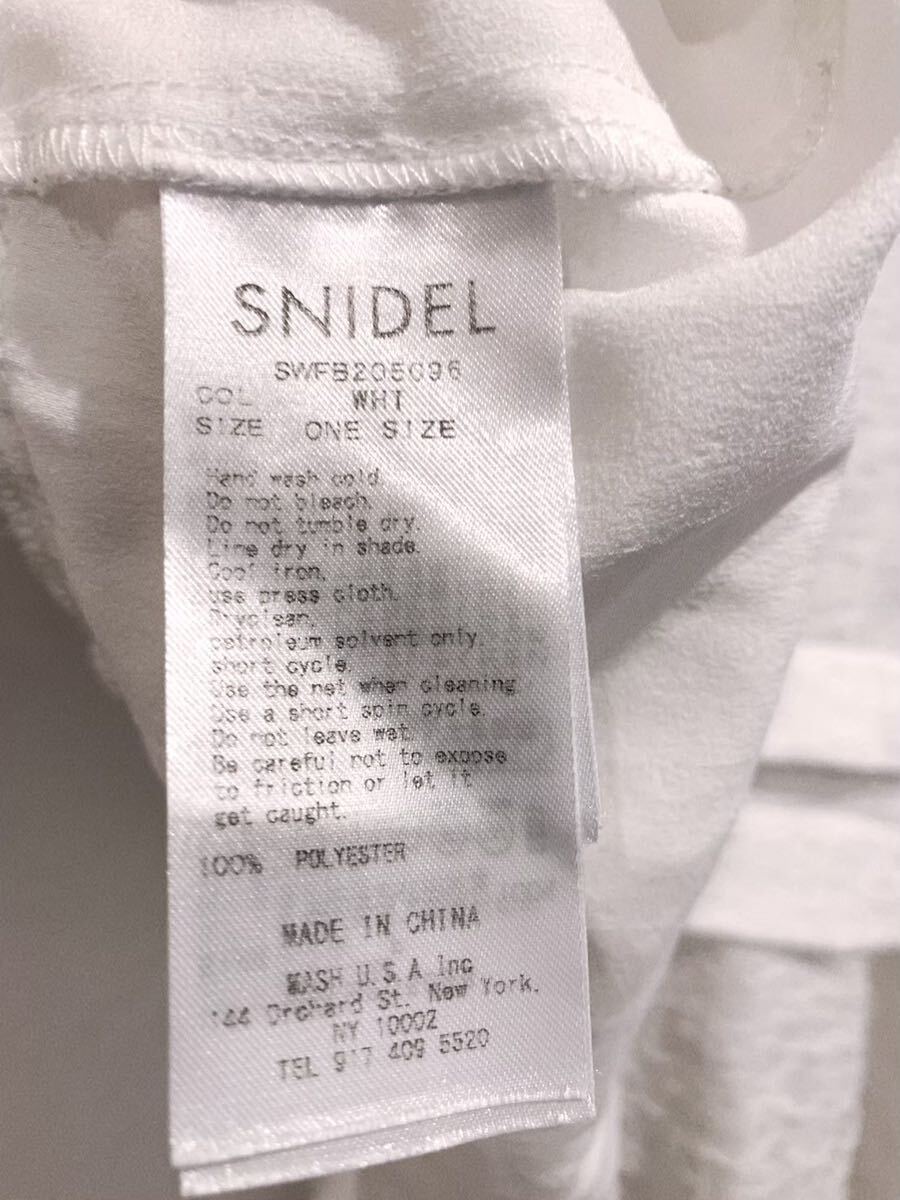 SNIDEL
SWFB205096
COL WHT
SIZE ONE SIZE
Hand wash cold.
Do not bleach.
Do not tumble dry.
Line dry in shade.
Cool iron.
use press cloth.
Dryclean.
petroleum solvent only.
short cycle.
Use the net when cleaning.
Use a short spin cycle.
Do not leave wet.
Be careful not to expose
to friction or let it
get caught.
100% POLYESTER
MADE IN CHINA
MASH U.S.A Inc
144 Orchard St. New York.
NY 10002
TEL 917 409 5520